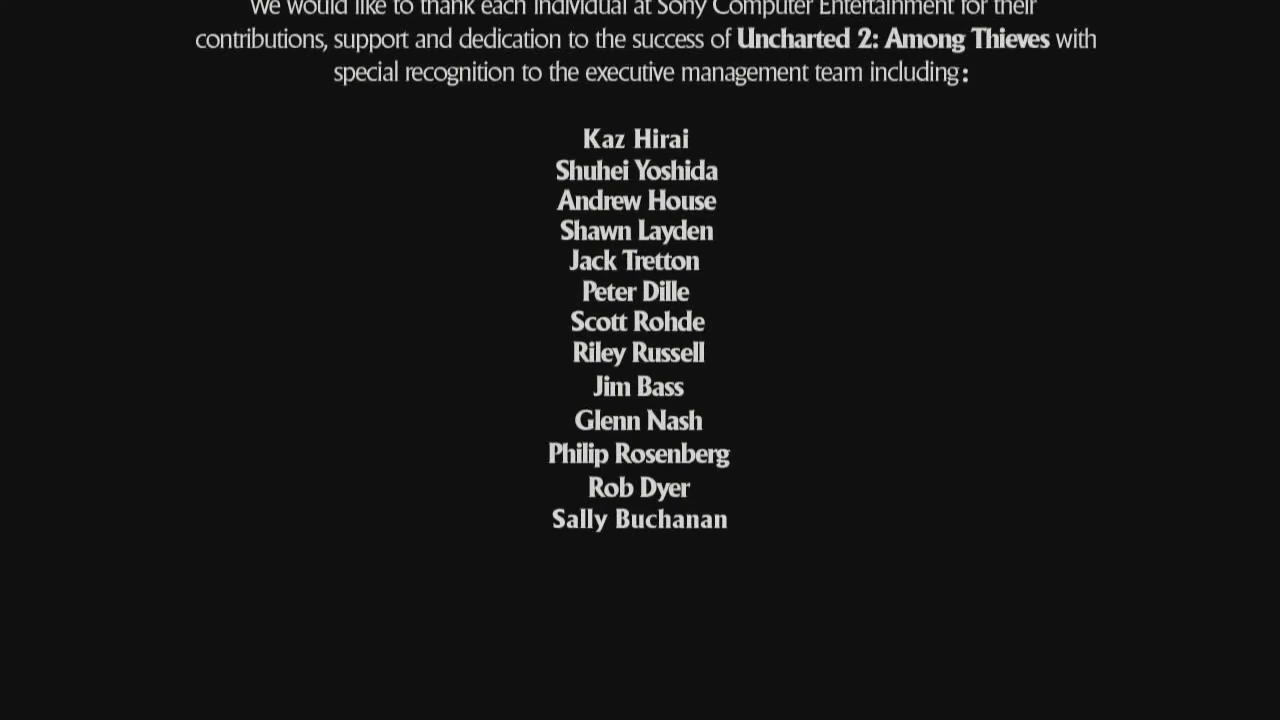 We would like to thank each individual at Sony Computer Entertainment for their
contributions, support and dedication to the success of Uncharted 2: Among Thieves with
special recognition to the executive management team including:
Kaz Hirai
Shuhei Yoshida
Andrew House
Shawn Layden
Jack Tretton
Peter Dille
Scott Rohde
Riley Russell
Jim Bass
Glenn Nash
Philip Rosenberg
Rob Dyer
Sally Buchanan